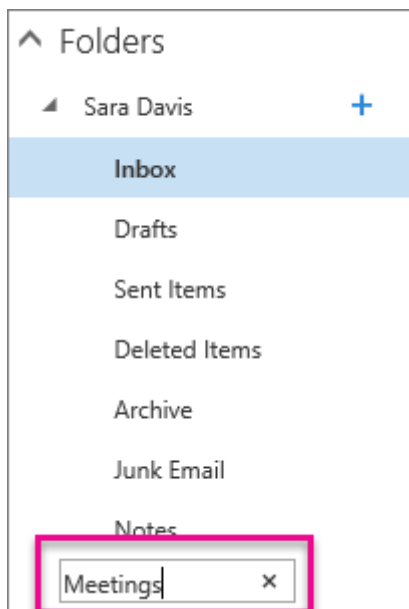 Folders
Sara Davis
Inbox
Drafts
Sent Items
Deleted Items
Archive
Junk Email
Notes
Meetings